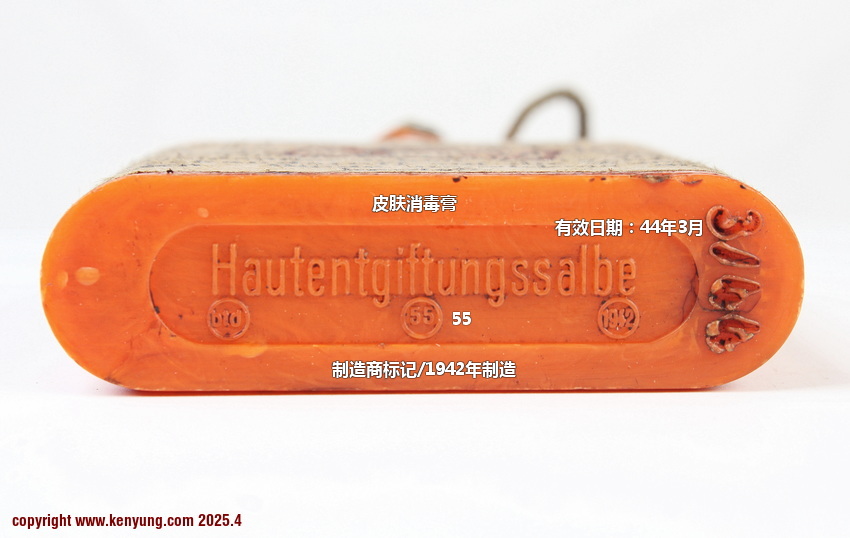 皮肤消毒膏
有效日期：44年3月
Hautentgiftungssalbe
55
55
1942
制造商标记/1942年制造
copyright www.kenyung.com 2025.4